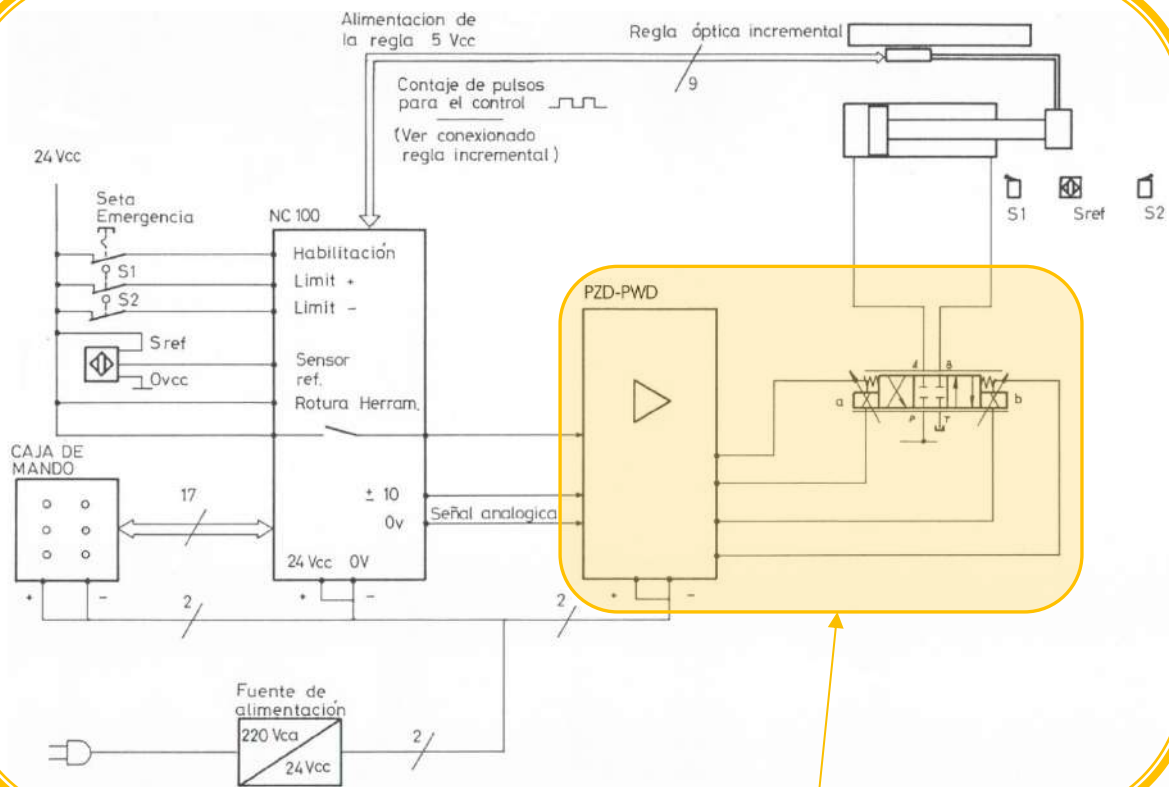 Alimentacion de
la regla 5 Vcc
Regla óptica incremental
9
Contaje de pulsos
para el control
(Ver conexionado
regla incremental)
24 Vcc
Seta
Emergencia
NC 100
S1
Sref
S2
Habilitación
S1
Limit +
S2
Limit -
PZD-PWD
Sref
Sensor
ref.
0vcc
Rotura Herram.
A B
a
b
P T
CAJA DE
MANDO
17
± 10
0v
Señal analogica
24 Vcc 0V
+ -
+ -
+ -
2
2
Fuente de
alimentación
220 Vca
24 Vcc
2